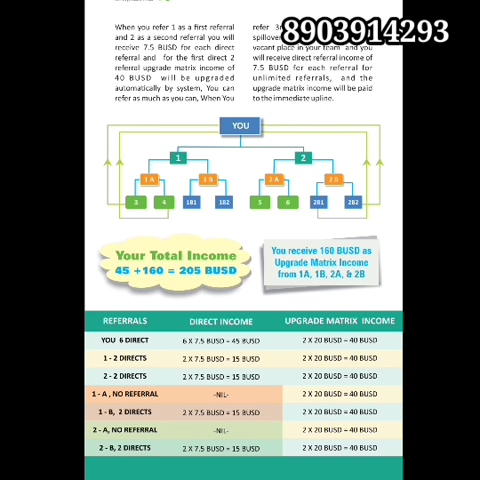 8903914293
When you refer 1 as a first referral
and 2 as a second referral you will
receive 7.5 BUSD for each direct
referral and for the first direct 2
referral upgrade matrix income of
40 BUSD will be upgraded
automatically by system, You can
refer as much as you can, When You
refer
spillover
vacant place in your team and you
will receive direct referral income of
7.5 BUSD for each referral for
unlimited referrals, and the
upgrade matrix income will be paid
to the immediate upline.
YOU
1 2
1 A 1 B 2 A 2 B
3 4 1B1 1B2 5 6 2B1 2B2
Your Total Income
45 +160 = 205 BUSD
You receive 160 BUSD as
Upgrade Matrix Income
from 1A, 1B, 2A, & 2B
REFERRALS DIRECT INCOME UPGRADE MATRIX INCOME
YOU 6 DIRECT 6 X 7.5 BUSD = 45 BUSD 2 X 20 BUSD = 40 BUSD
1 - 2 DIRECTS 2 X 7.5 BUSD = 15 BUSD 2 X 20 BUSD = 40 BUSD
2 - 2 DIRECTS 2 X 7.5 BUSD = 15 BUSD 2 X 20 BUSD = 40 BUSD
1 - A , NO REFERRAL -NIL- 2 X 20 BUSD = 40 BUSD
1 - B, 2 DIRECTS 2 X 7.5 BUSD = 15 BUSD 2 X 20 BUSD = 40 BUSD
2 - A, NO REFERRAL -NIL- 2 X 20 BUSD = 40 BUSD
2 - B, 2 DIRECTS 2 X 7.5 BUSD = 15 BUSD 2 X 20 BUSD = 40 BUSD